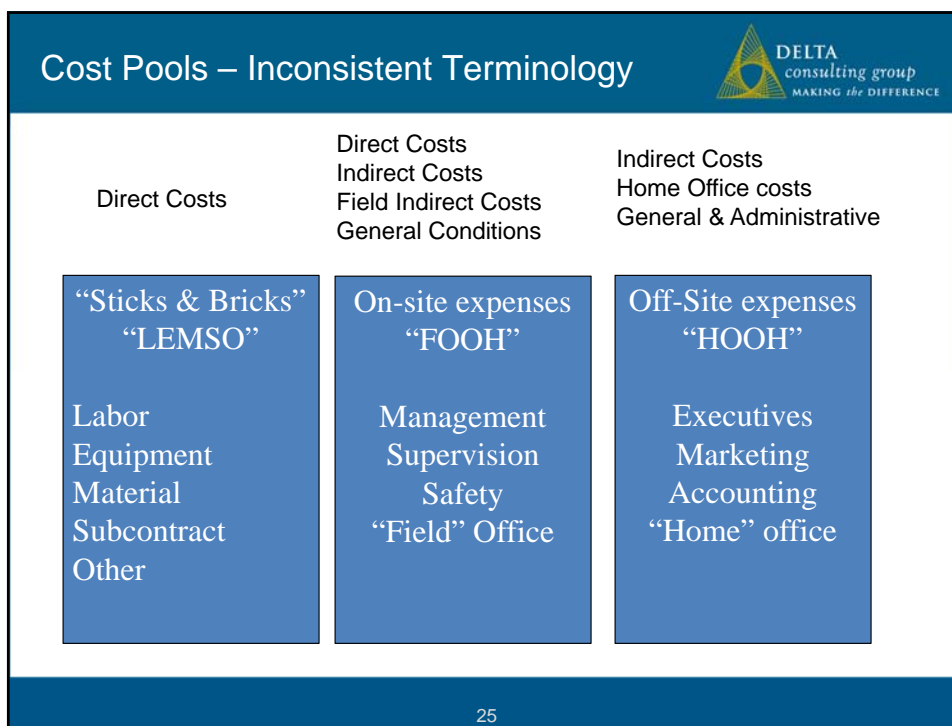 Cost Pools – Inconsistent Terminology
DELTA
consulting group
MAKING the DIFFERENCE
Direct Costs
Direct Costs
Indirect Costs
Field Indirect Costs
General Conditions
Indirect Costs
Home Office costs
General & Administrative
“Sticks & Bricks”
“LEMSO”
Labor
Equipment
Material
Subcontract
Other
On-site expenses
“FOOH”
Management
Supervision
Safety
“Field” Office
Off-Site expenses
“HOOH”
Executives
Marketing
Accounting
“Home” office
25